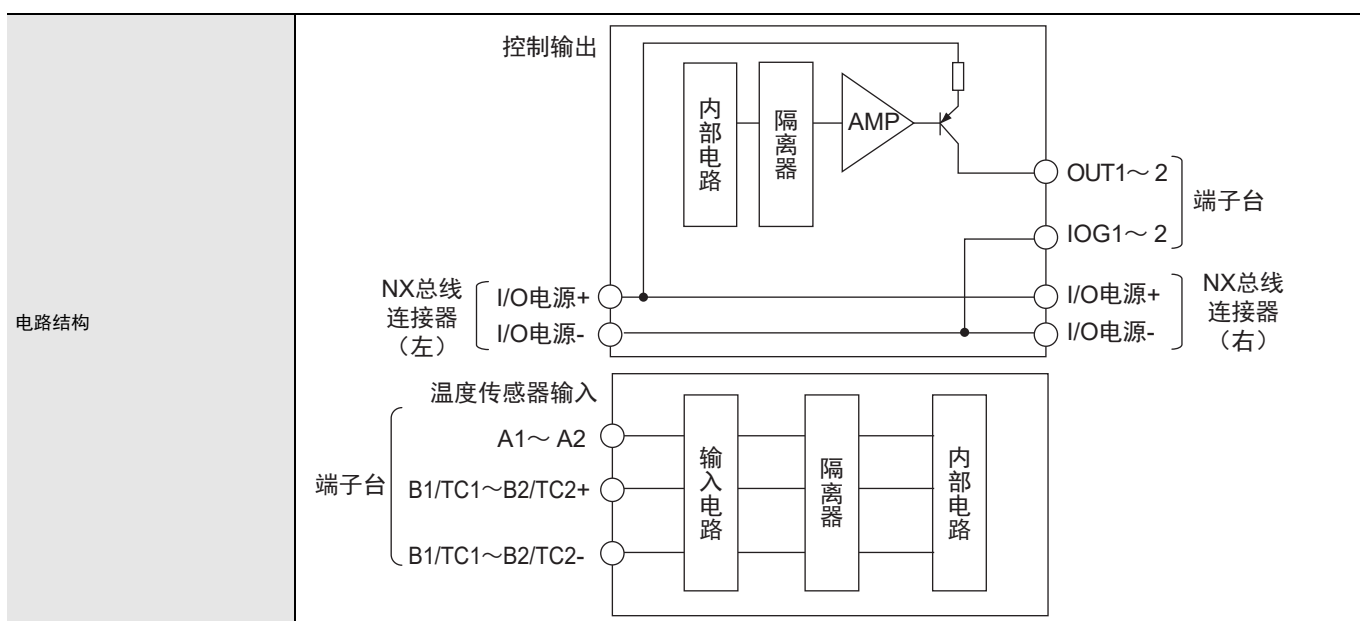 电路结构
控制输出
内部电路
隔离器
AMP
OUT1～2
IOG1～2
端子台
NX总线
连接器
（左）
I/O电源+
I/O电源-
I/O电源+
I/O电源-
NX总线
连接器
（右）
温度传感器输入
端子台
A1～A2
B1/TC1～B2/TC2+
B1/TC1～B2/TC2-
输入电路
隔离器
内部电路